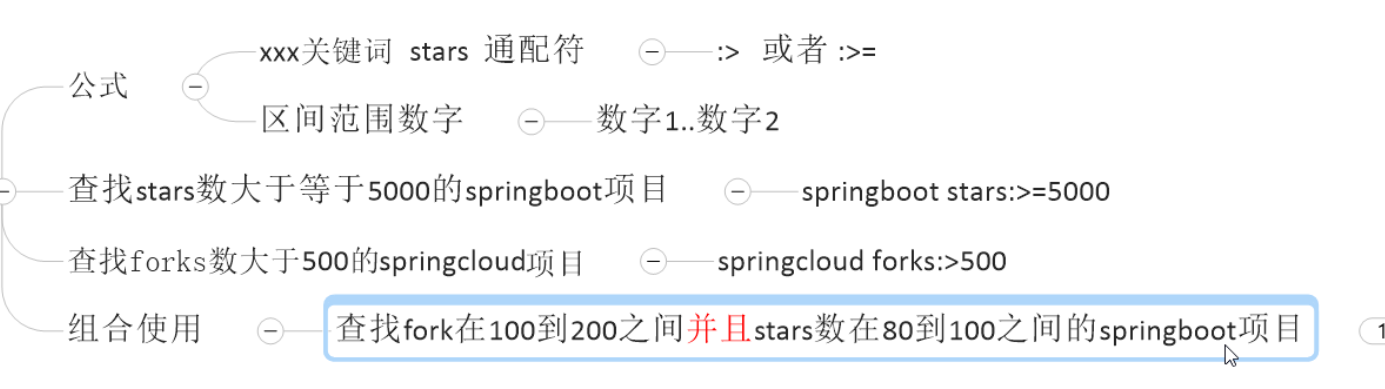 公式
xxx关键词 stars 通配符
:> 或者 :>=
区间范围数字
数字1..数字2
查找stars数大于等于5000的springboot项目
springboot stars:>=5000
查找forks数大于500的springcloud项目
springcloud forks:>500
组合使用
查找fork在100到200之间并且stars数在80到100之间的springboot项目
1